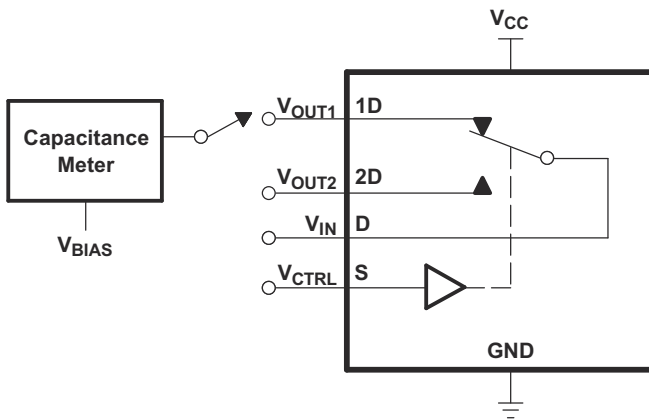 VCC
Capacitance
Meter
VBIAS
VOUT1 1D
VOUT2 2D
VIN D
VCTRL S
GND